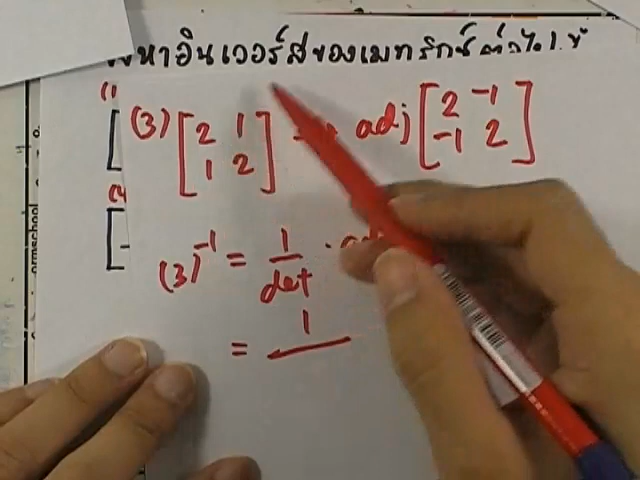 หาอินเวอร์สของเมทริกซ์ต่อไปนี้
(3) [2 1 adj [2 -1
1 2] -1 2]
(3)⁻¹ = 1/det ·
= 1